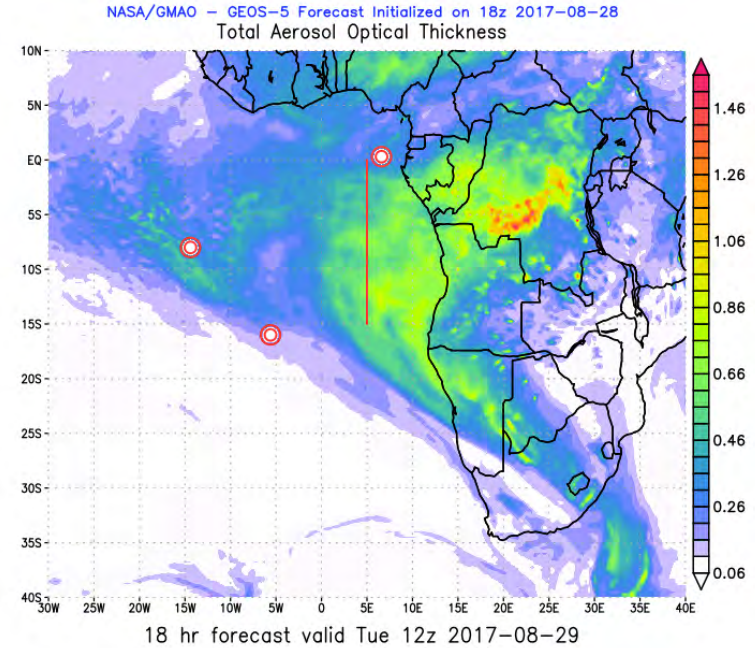 NASA/GMAO - GEOS-5 Forecast Initialized on 18z 2017-08-28
Total Aerosol Optical Thickness
10N
5N
EQ
5S
10S
15S
20S
25S
30S
35S
40S
30W 25W 20W 15W 10W 5W 0 5E 10E 15E 20E 25E 30E 35E 40E
1.46
1.26
1.06
0.86
0.66
0.46
0.26
0.06
18 hr forecast valid Tue 12z 2017-08-29